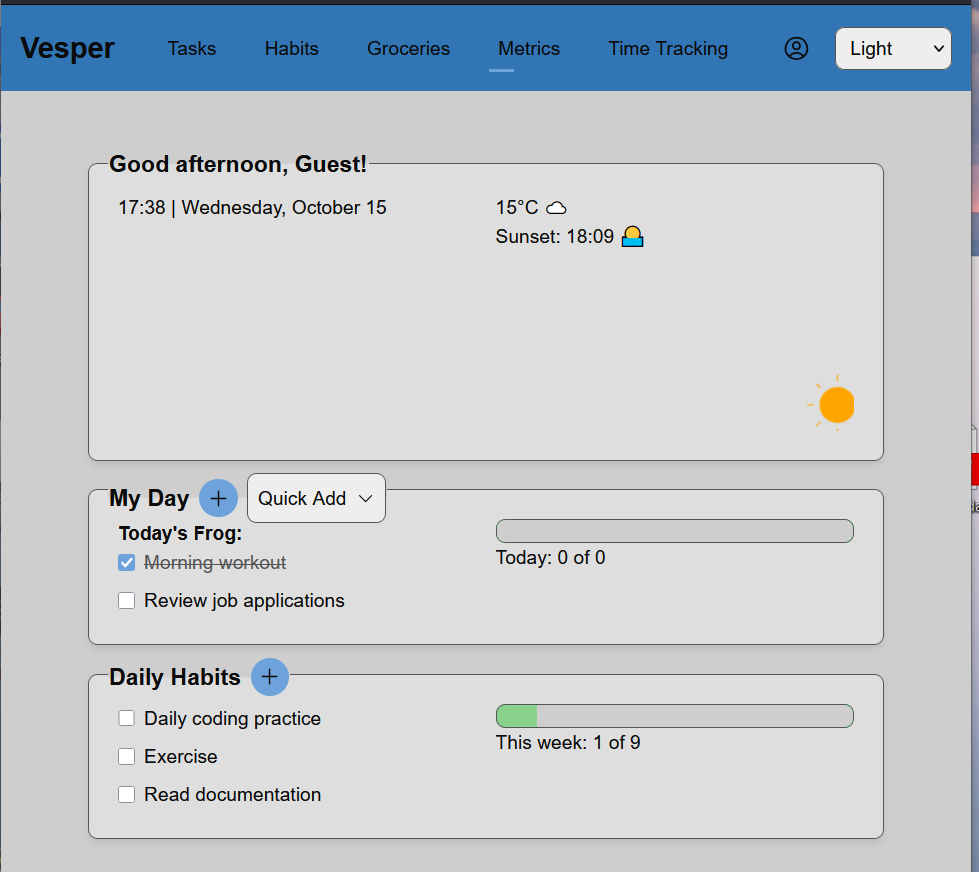 Vesper Tasks Habits Groceries Metrics Time Tracking Light
Good afternoon, Guest!
17:38 | Wednesday, October 15
15°C
Sunset: 18:09
My Day + Quick Add
Today's Frog:
Morning workout
Review job applications
Today: 0 of 0
Daily Habits +
Daily coding practice
Exercise
Read documentation
This week: 1 of 9